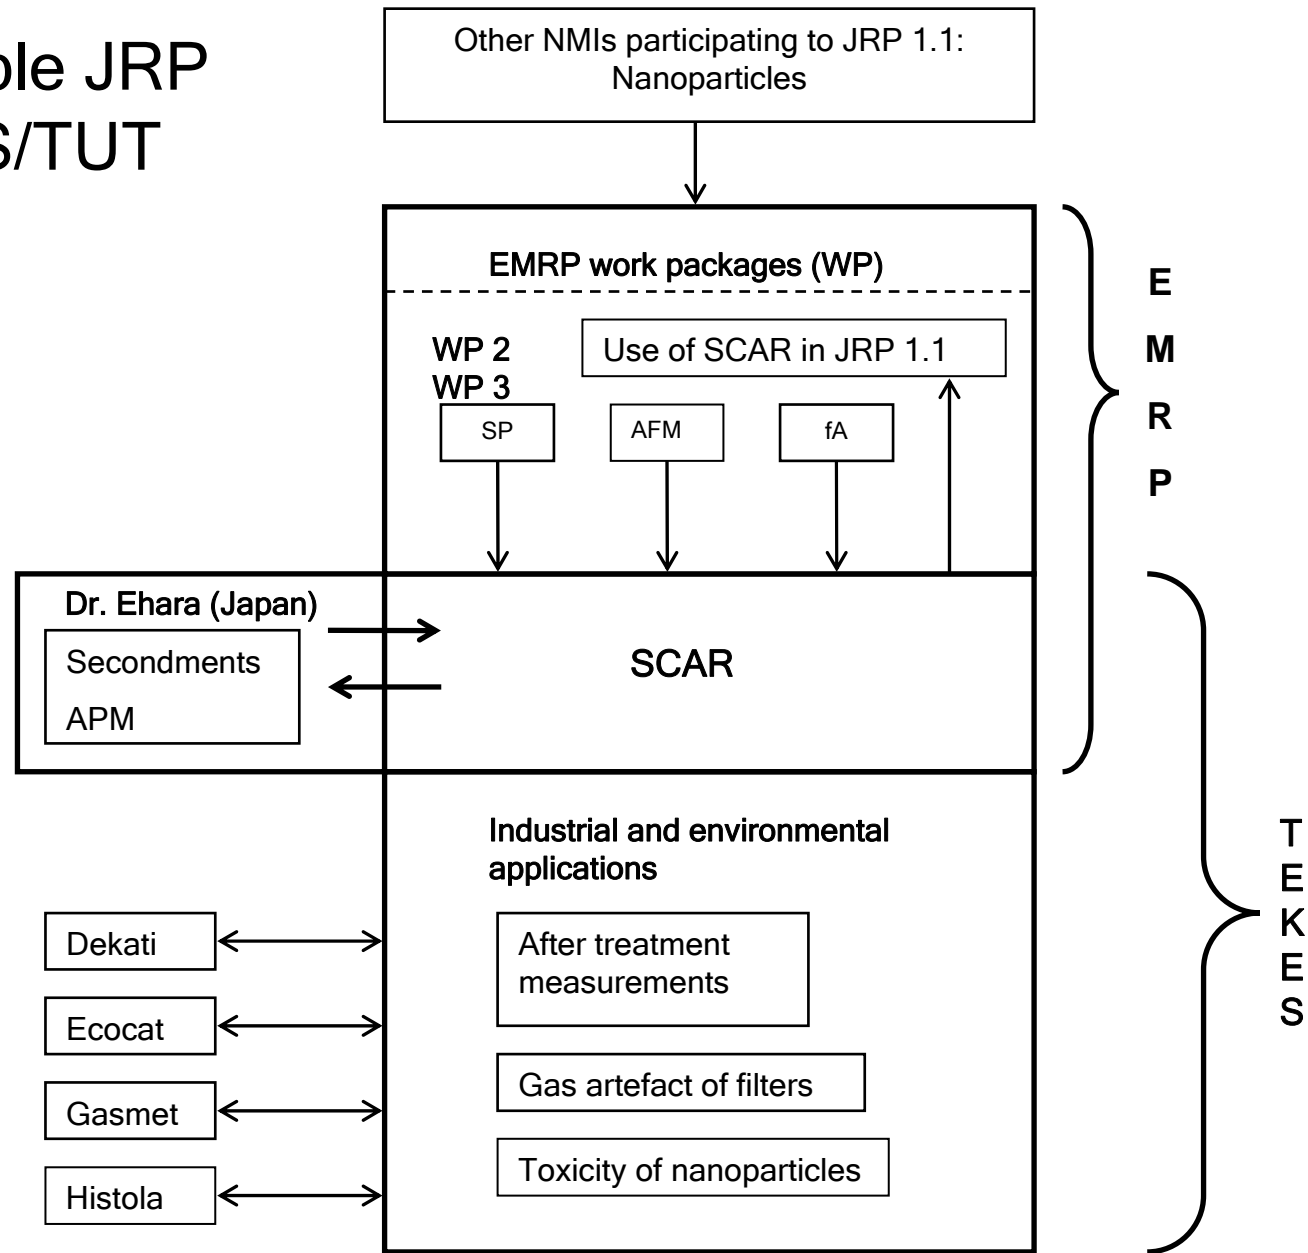 ole JRP
S/TUT
Other NMIs participating to JRP 1.1:
Nanoparticles
EMRP work packages (WP)
WP 2
WP 3
Use of SCAR in JRP 1.1
SP
AFM
fA
E
M
R
P
Dr. Ehara (Japan)
Secondments
APM
SCAR
Industrial and environmental
applications
After treatment
measurements
Gas artefact of filters
Toxicity of nanoparticles
Dekati
Ecocat
Gasmet
Histola
T
E
K
E
S